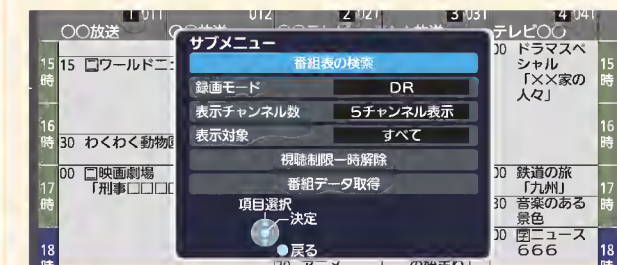 1 011 012 2 021 3 031 4 041
〇〇放送
テレビ〇〇
サブメニュー
番組表の検索
録画モード DR
表示チャンネル数 5チャンネル表示
表示対象 すべて
視聴制限一時解除
番組データ取得
項目選択
決定
戻る
15時
15 □ワールドニ
16時
30 わくわく動物
17時
00 □映画劇場
「刑事□□□
18
00 ドラマスペ
シャル
「××家の
人々」
15時
16時
00 鉄道の旅
「九州」
17時
30 音楽のある
景色
00 字ニュース
666
18